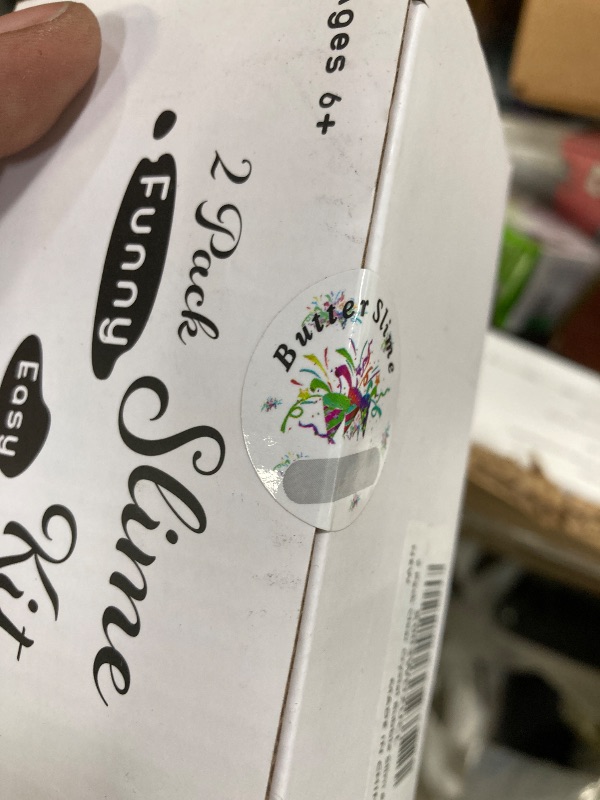 ages 6+
2 Pack
Funny
Slime
Easy
Kit
Butter Slime